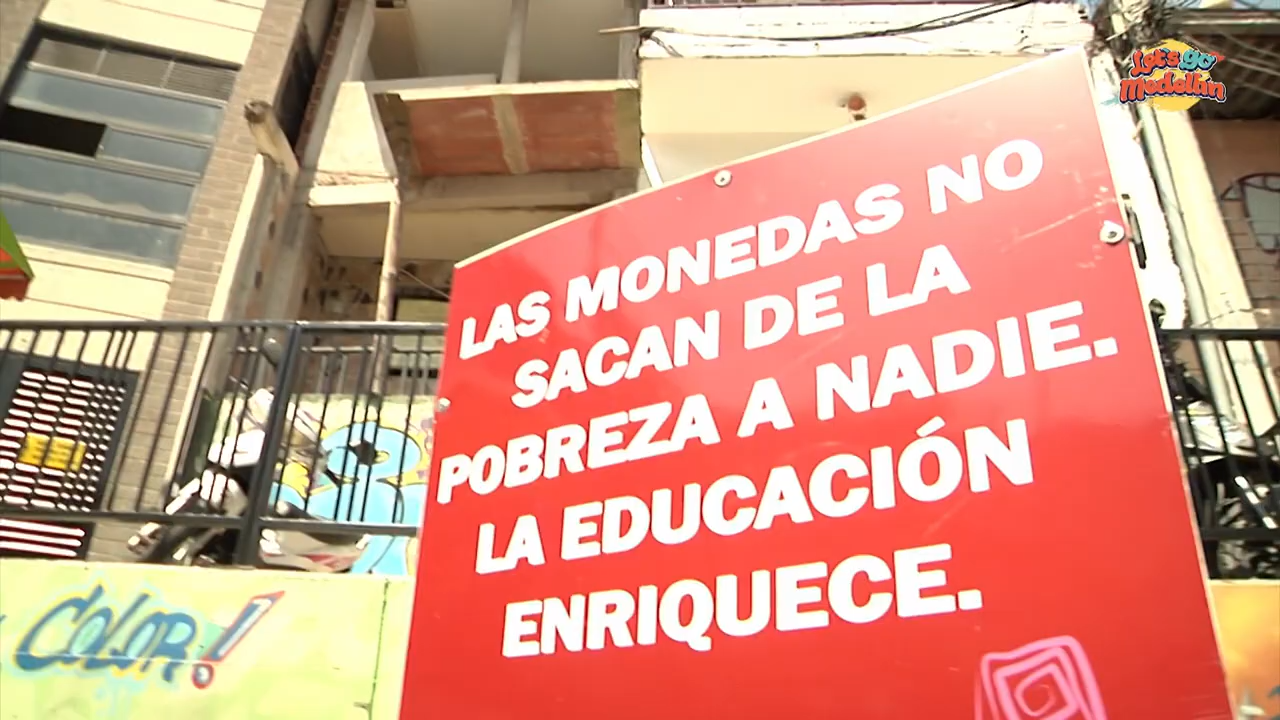 Let's go
Medellín
LAS MONEDAS NO
SACAN DE LA
POBREZA A NADIE.
LA EDUCACIÓN
ENRIQUECE.
COLOR!